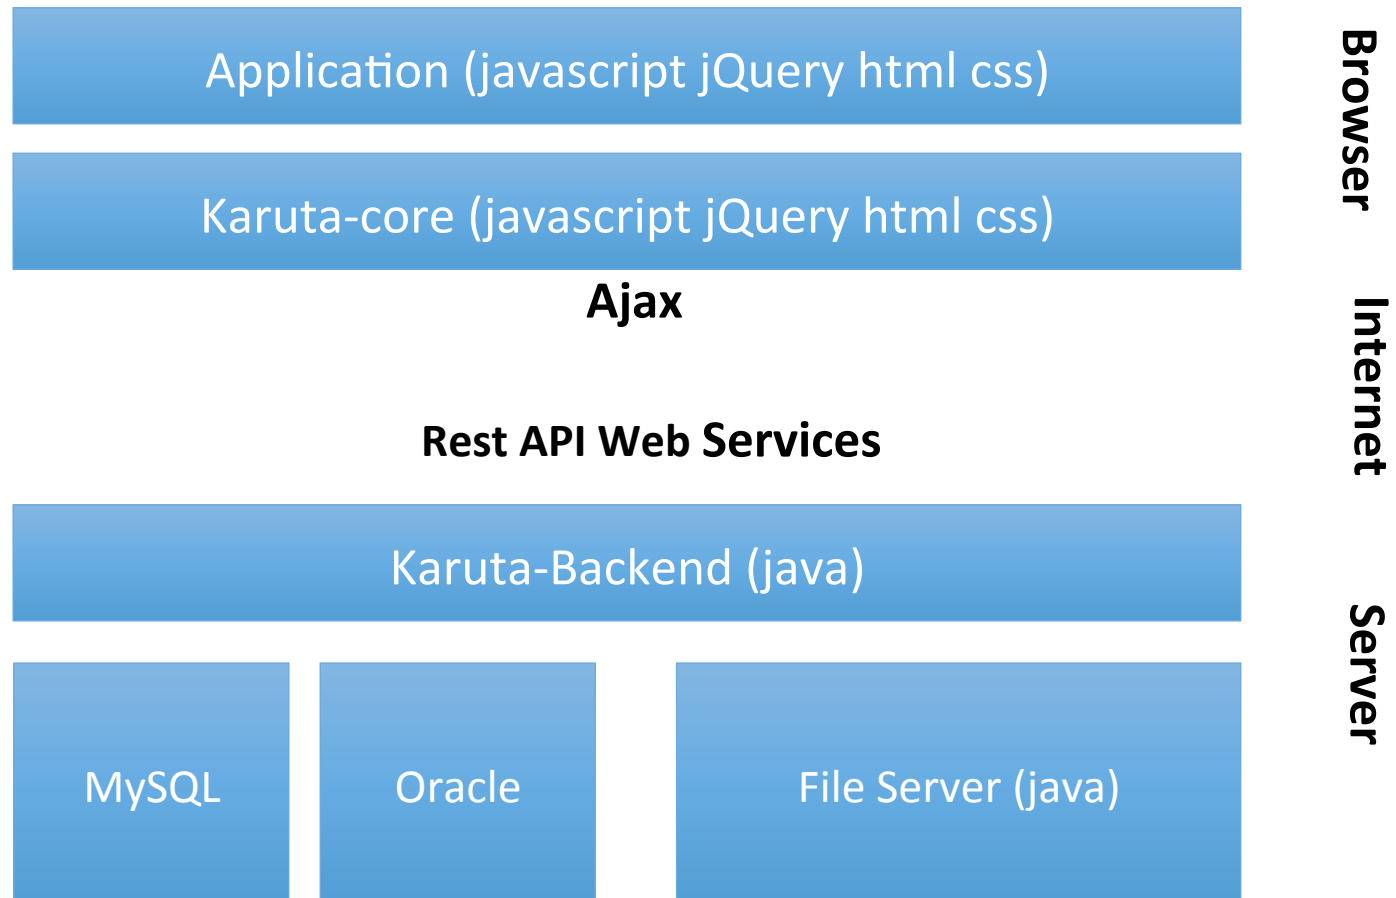 Application (javascript jQuery html css)
Browser
Karuta-core (javascript jQuery html css)
Ajax
Internet
Rest API Web Services
Karuta-Backend (java)
Server
MySQL
Oracle
File Server (java)